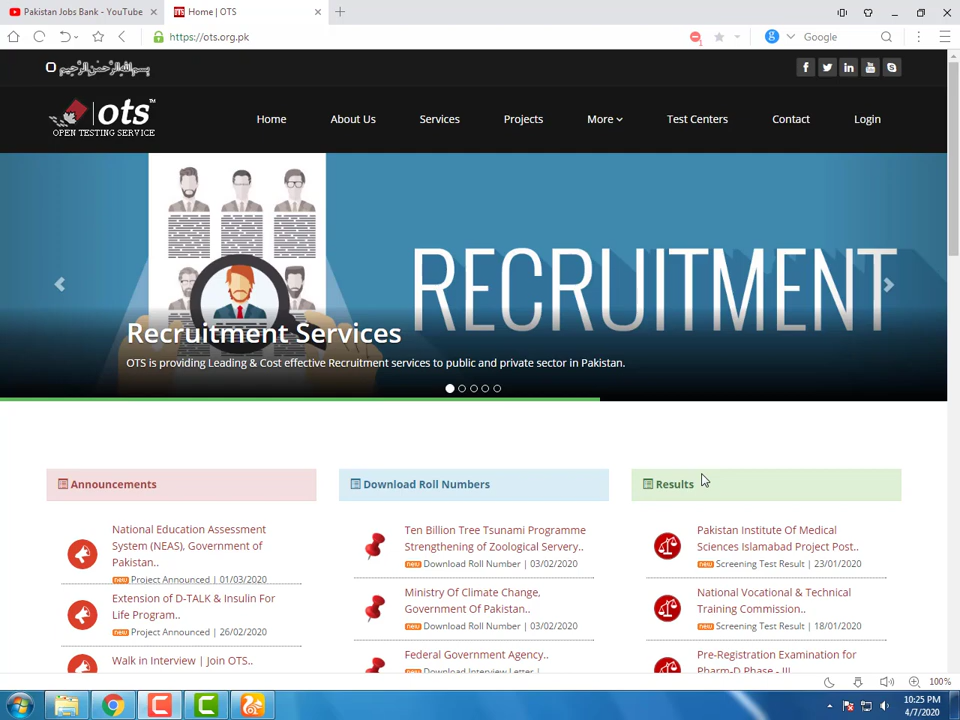 Pakistan Jobs Bank - YouTube
Home | OTS
https://ots.org.pk
1
Google
بسم الله الرحمن الرحيم
ots™
OPEN TESTING SERVICE
Home
About Us
Services
Projects
More
Test Centers
Contact
Login
RECRUITMENT
Recruitment Services
OTS is providing Leading & Cost effective Recruitment services to public and private sector in Pakistan.
Announcements
National Education Assessment
System (NEAS), Government of
Pakistan..
new Project Announced | 01/03/2020
Extension of D-TALK & Insulin For
Life Program..
new Project Announced | 26/02/2020
Walk in Interview | Join OTS..
Download Roll Numbers
Ten Billion Tree Tsunami Programme
Strengthening of Zoological Servery..
new Download Roll Number | 03/02/2020
Ministry Of Climate Change,
Government Of Pakistan..
new Download Roll Number | 03/02/2020
Federal Government Agency..
new Download Interview Letter |
Results
Pakistan Institute Of Medical
Sciences Islamabad Project Post..
new Screening Test Result | 23/01/2020
National Vocational & Technical
Training Commission..
new Screening Test Result | 18/01/2020
Pre-Registration Examination for
Pharm-D Phase - III
100%
10:25 PM
4/7/2020